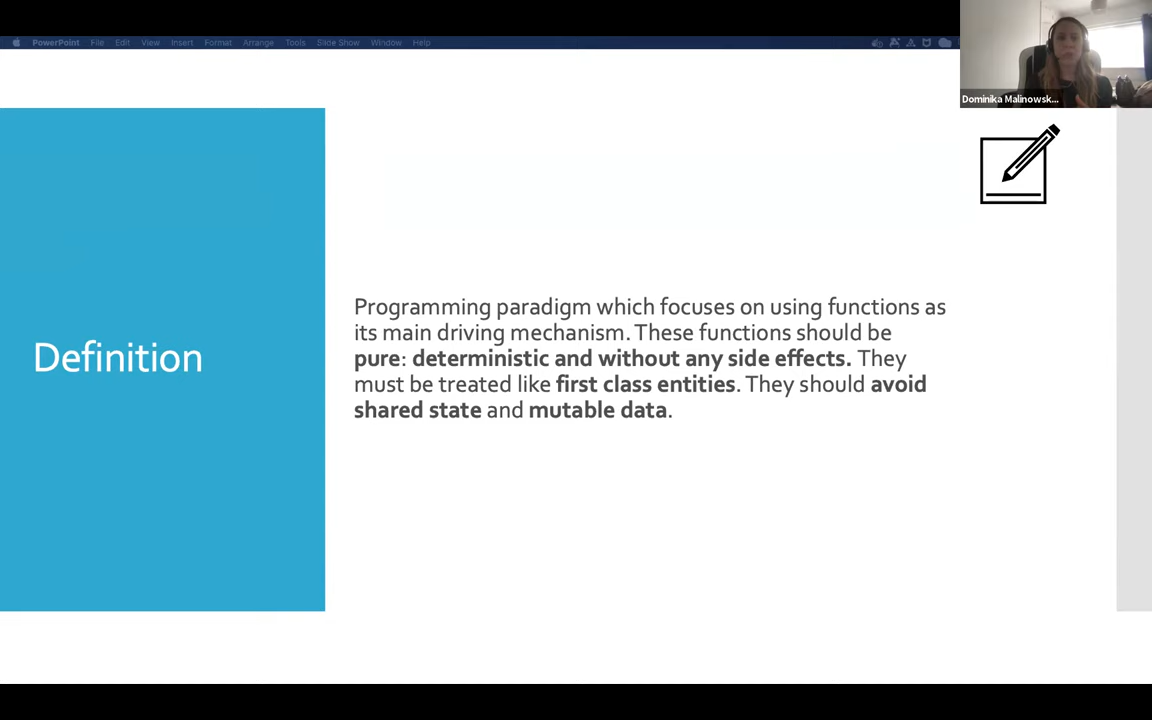 PowerPoint File Edit View Insert Format Arrange Tools Slide Show Window Help
Dominika Malinowsk...
Definition
Programming paradigm which focuses on using functions as
its main driving mechanism. These functions should be
pure: deterministic and without any side effects. They
must be treated like first class entities. They should avoid
shared state and mutable data.